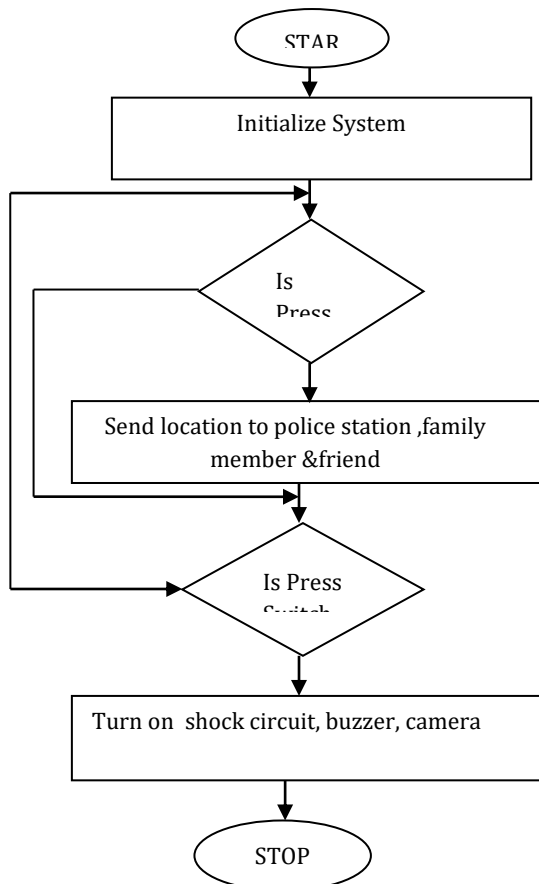 STAR
Initialize System
Is
Press
Send location to police station ,family
member &friend
Is Press
Switch
Turn on shock circuit, buzzer, camera
STOP